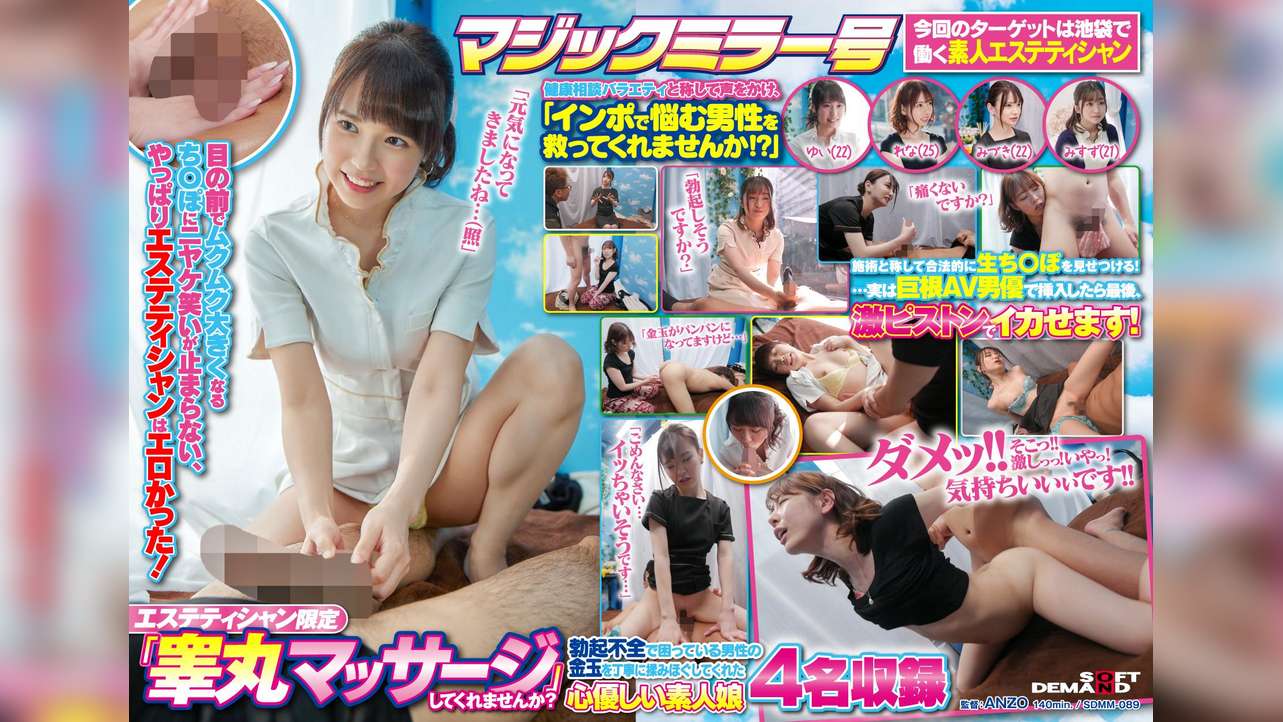 マジックミラー号
今回のターゲットは池袋で
働く素人エステティシャン
健康相談バラエティと称して声をかけ、
「インポで悩む男性を
救ってくれませんか!?」
ゆい(22)
れな(25)
みづき(22)
みすず(21)
「元気になって
きましたね…(照)」
目の前でムクムク大きくなる
ち〇ぽにニヤケ笑いが止まらない、
やっぱりエステティシャンはエロかった!
「勃起しそう
ですか?」
「痛くない
ですか?」
施術と称して合法的に生ち〇ぽを見せつける!
…実は巨根AV男優で挿入したら最後、
激ピストンでイカせます!
「金玉がパンパンに
なってますけど…」
「ごめんなさい…
イッちゃいそうです…」
ダメッ!!そこっ!!
激しっっ!いやっ!
気持ちいいぃです!!
エステティシャン限定
「睾丸マッサージ」
してくれませんか?
勃起不全で困っている男性の
金玉を丁寧に揉みほぐしてくれた
心優しい素人娘
4名収録
SOFT
ON
DEMAND
監督:ANZO 140min. / SDMM-089